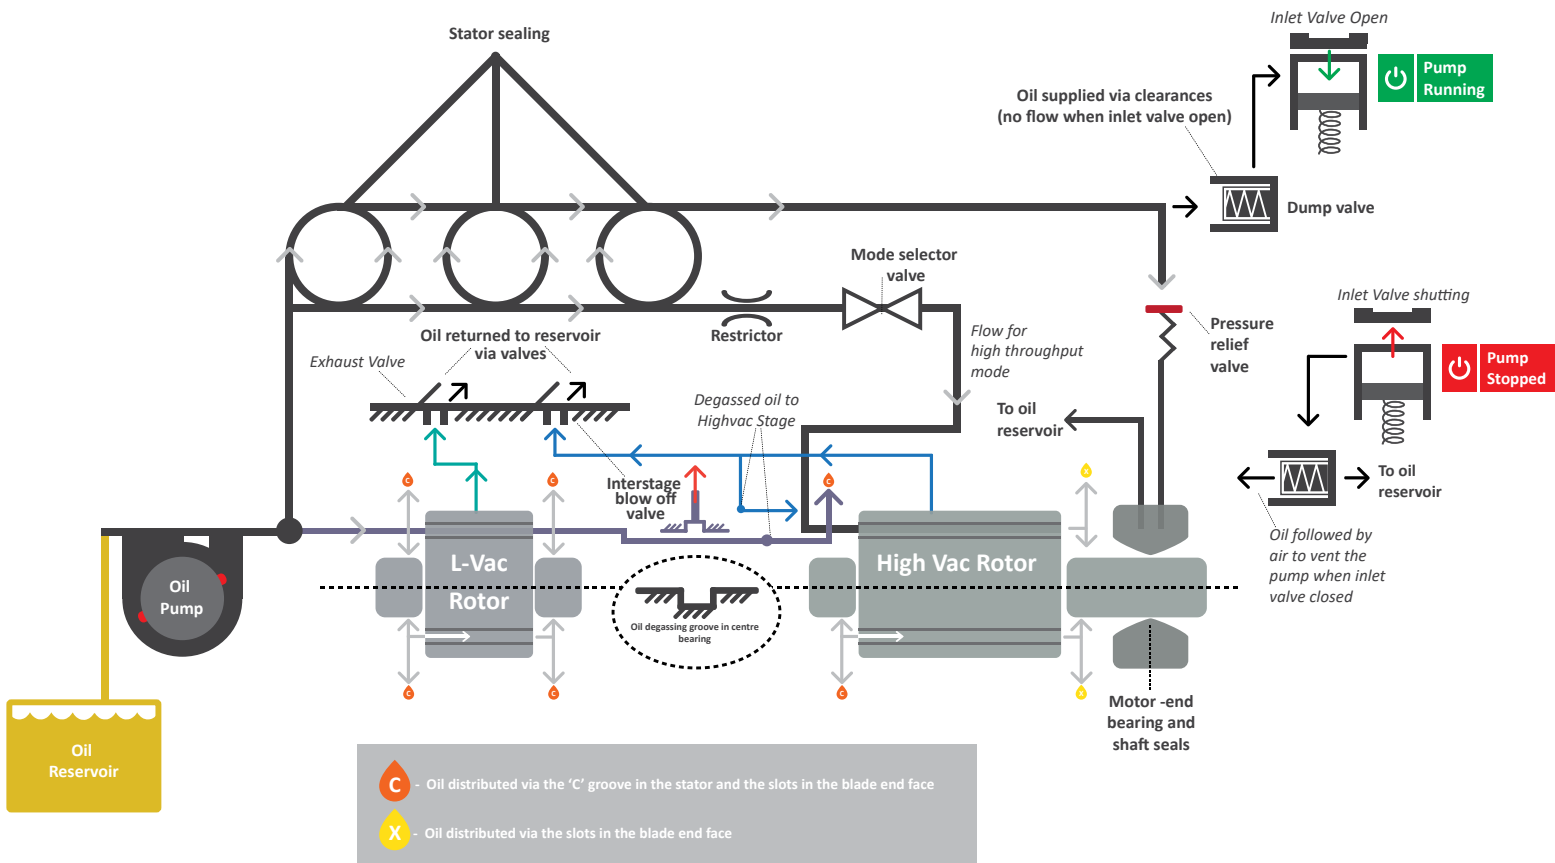 Stator sealing
Inlet Valve Open
Pump
Running
Oil supplied via clearances
(no flow when inlet valve open)
Dump valve
Mode selector
valve
Inlet Valve shutting
Oil returned to reservoir
via valves
Restrictor
Flow for
high throughput
mode
Pressure
relief
valve
Pump
Stopped
Exhaust Valve
Degassed oil to
Highvac Stage
To oil
reservoir
Interstage
blow off
valve
To oil
reservoir
C
C
C
X
L-Vac
Rotor
High Vac Rotor
Oil followed by
air to vent the
pump when inlet
valve closed
Oil
Pump
Oil degassing groove in centre
bearing
C
C
C
X
Motor -end
bearing and
shaft seals
Oil
Reservoir
C - Oil distributed via the ‘C’ groove in the stator and the slots in the blade end face
X - Oil distributed via the slots in the blade end face